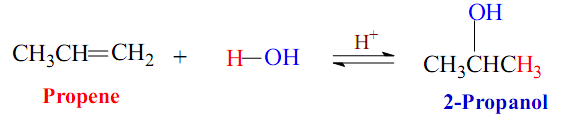 OH
CH3CH=CH2 + H—OH H+ CH3CHCH3
Propene 2-Propanol